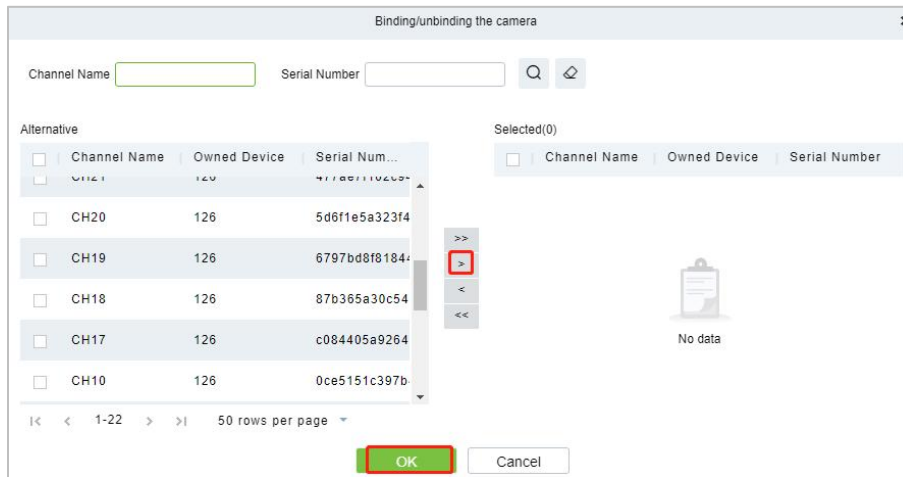 Binding/unbinding the camera
Channel Name Serial Number
Alternative Selected(0)
Channel Name Owned Device Serial Num... Channel Name Owned Device Serial Number
CH21 126
CH20 126 5d6f1e5a323f4
>>
CH19 126 6797bd8f8184
>
CH18 126 87b365a30c54
<
<<
CH17 126 c084405a9264
No data
CH10 126 0ce5151c397b
|< < 1-22 > >| 50 rows per page
OK Cancel